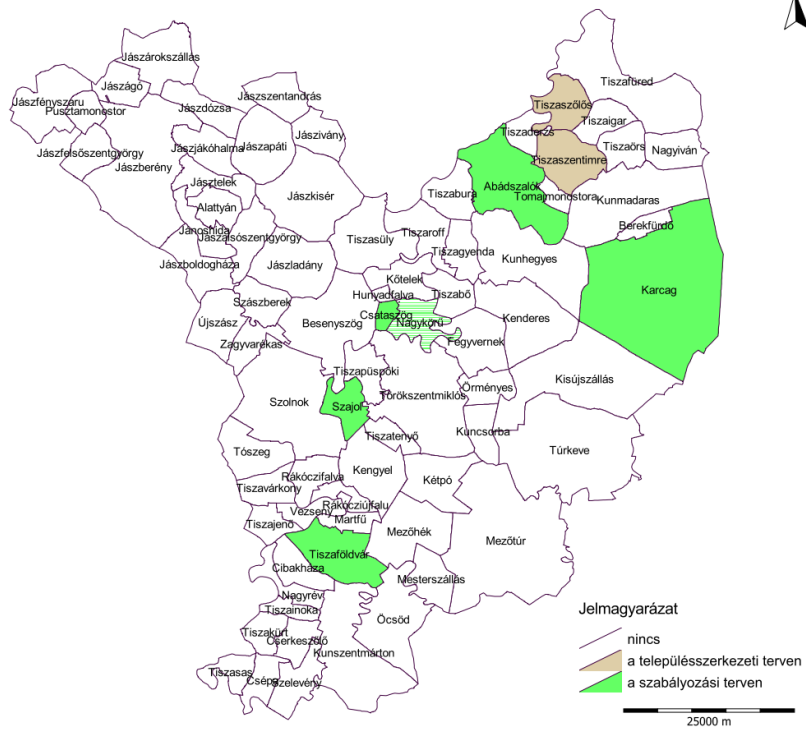 Jászárokszállás
Tiszafüred
Jászágó
Jászfényszaru
Pusztamonostor
Jászdózsa
Jászszentandrás
Tiszaszőlős
Tiszaigar
Jászivány
Tiszaderzs
Jászjákóhalma
Jászapáti
Tiszaörs
Nagyiván
Jászfelsőszentgyörgy
Jászberény
Tiszaszentimre
Jásztelek
Abádszalók
Tiszabura
Jászkisér
Tomajmonostora
Kunmadaras
Alattyán
Berekfürdő
Jánoshida
Tiszaroff
Jászalsószentgyörgy
Tiszasüly
Tiszagyenda
Kunhegyes
Jászboldogháza
Jászladány
Kőtelek
Karcag
Hunyadfalva
Tiszabő
Szászberek
Csataszög
Újszász
Besenyszög
Nagykörű
Kenderes
Zagyvarékas
Fegyvernek
Tiszapüspöki
Kisújszállás
Örményes
Szolnok
Szajol
Törökszentmiklós
Kuncsorba
Tiszatenyő
Túrkeve
Tószeg
Kengyel
Rákóczifalva
Kétpó
Tiszavárkony
Rákócziújfalu
Vezseny
Martfű
Tiszajenő
Mezőhék
Mezőtúr
Tiszaföldvár
Cibakháza
Mesterszállás
Nagyrév
Tiszainoka
Öcsöd
Tiszakürt
Cserkeszőlő
Kunszentmárton
Tiszasas
Csépa
Szelevény
Jelmagyarázat
nincs
a településszerkezeti terven
a szabályozási terven
25000 m